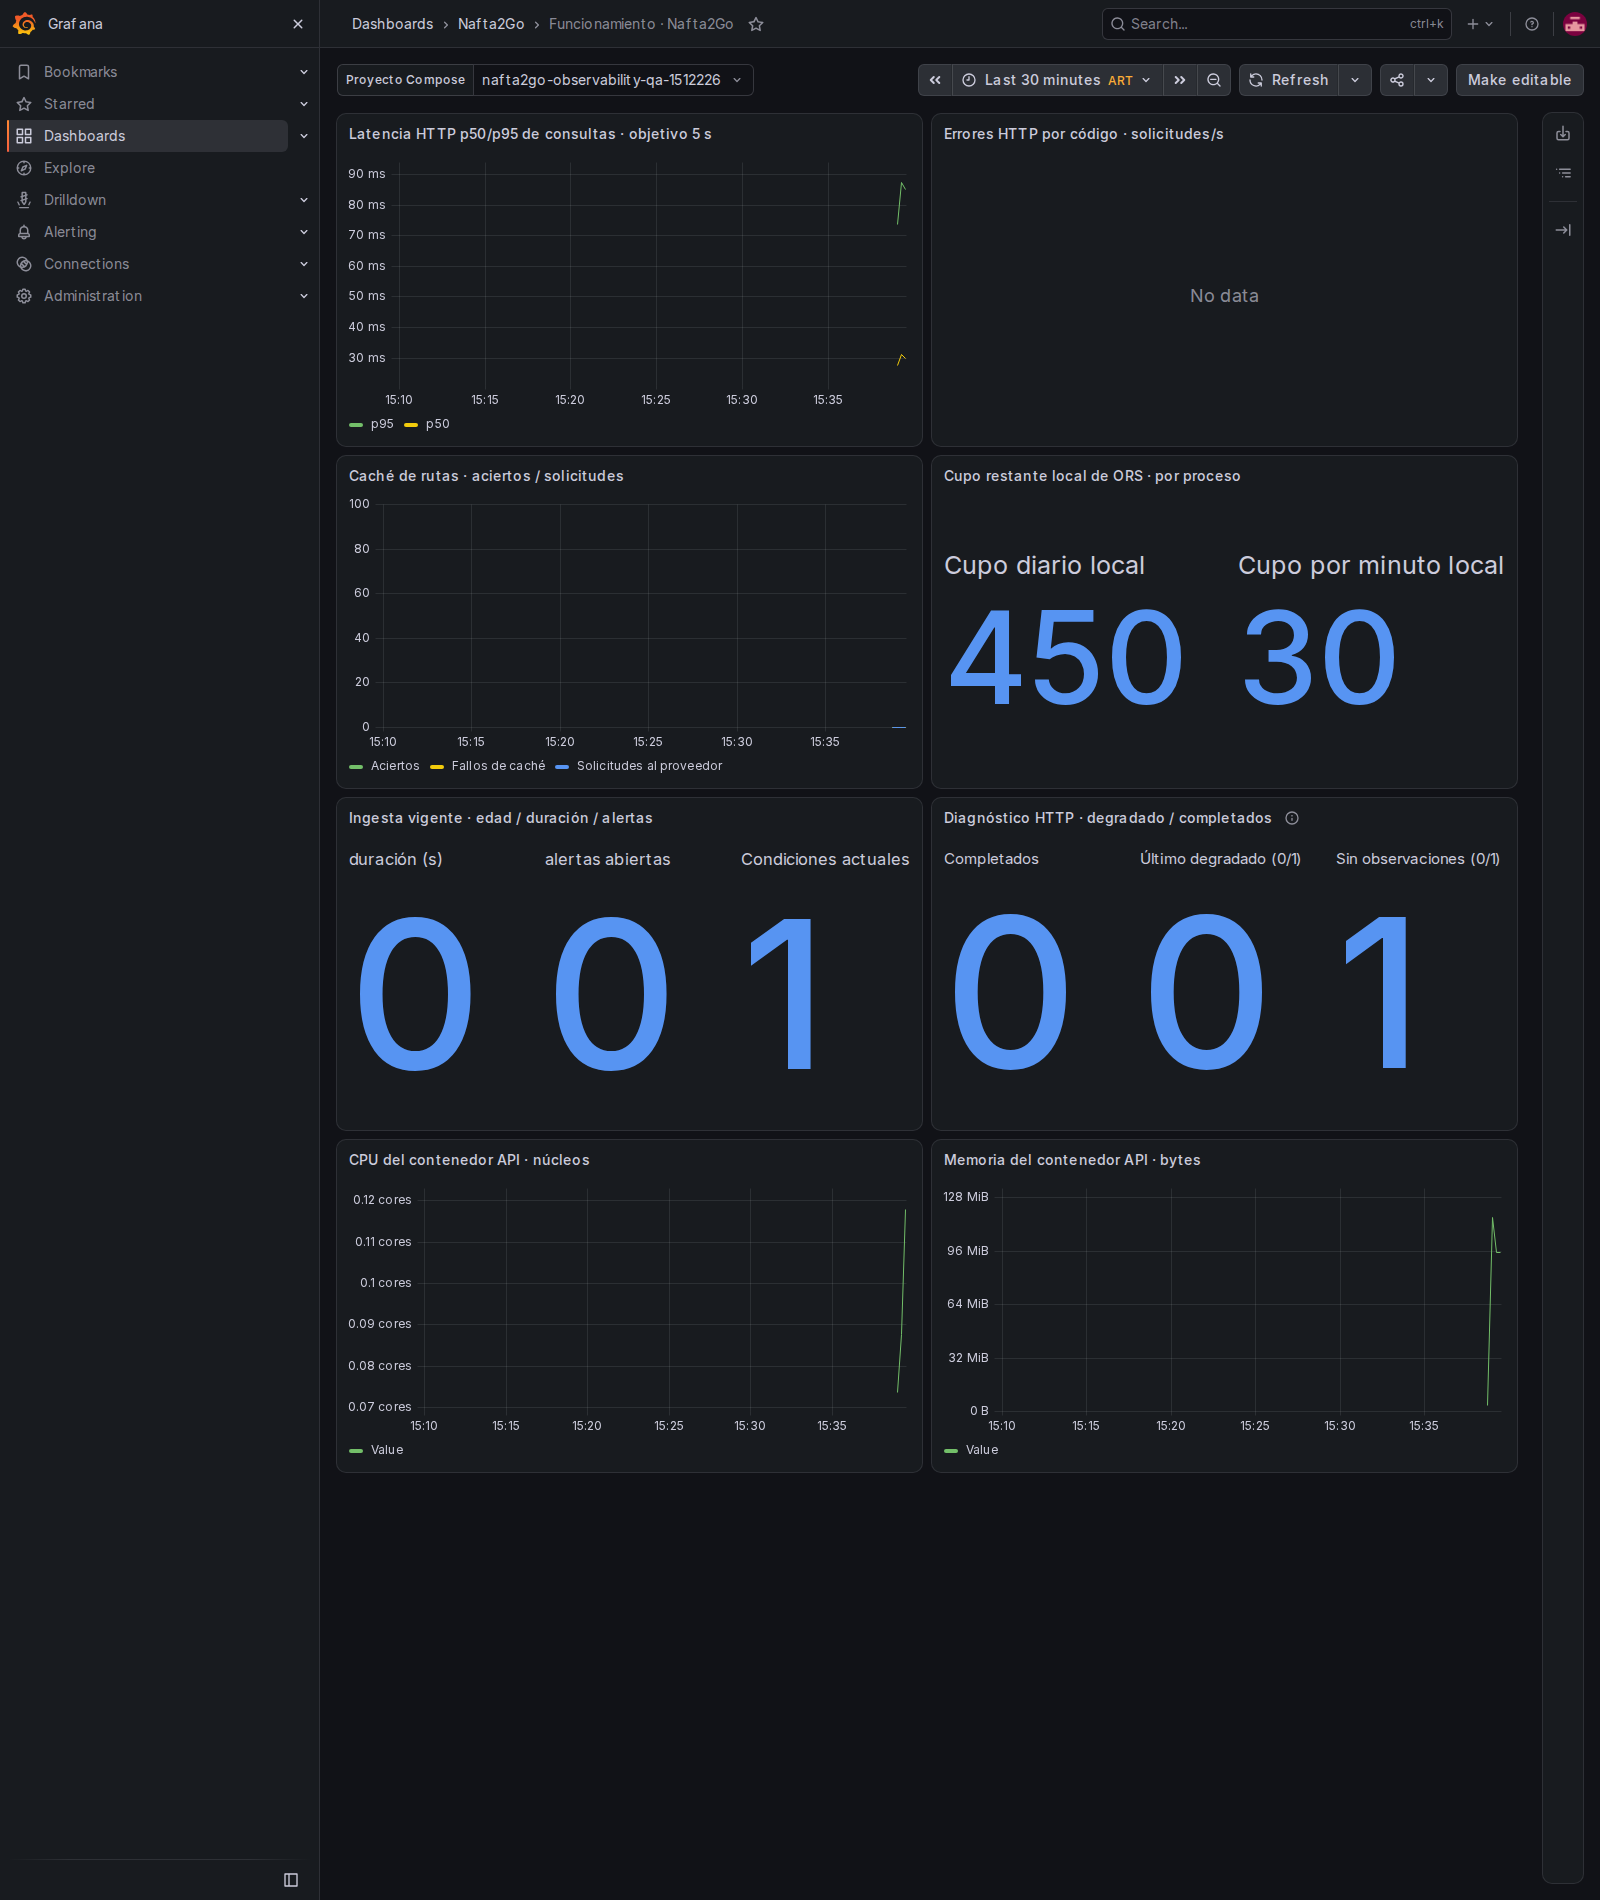 Grafana
Dashboards › Nafta2Go › Funcionamiento · Nafta2Go
Search...
ctrl+k
Bookmarks
Starred
Dashboards
Explore
Drilldown
Alerting
Connections
Administration
Proyecto Compose
nafta2go-observability-qa-1512226
Last 30 minutes ART
Refresh
Make editable
Latencia HTTP p50/p95 de consultas · objetivo 5 s
90 ms
80 ms
70 ms
60 ms
50 ms
40 ms
30 ms
15:10 15:15 15:20 15:25 15:30 15:35
p95 p50
Errores HTTP por código · solicitudes/s
No data
Caché de rutas · aciertos / solicitudes
100
80
60
40
20
0
15:10 15:15 15:20 15:25 15:30 15:35
Aciertos Fallos de caché Solicitudes al proveedor
Cupo restante local de ORS · por proceso
Cupo diario local Cupo por minuto local
450 30
Ingesta vigente · edad / duración / alertas
duración (s) alertas abiertas Condiciones actuales
0 0 1
Diagnóstico HTTP · degradado / completados
Completados Último degradado (0/1) Sin observaciones (0/1)
0 0 1
CPU del contenedor API · núcleos
0.12 cores
0.11 cores
0.1 cores
0.09 cores
0.08 cores
0.07 cores
15:10 15:15 15:20 15:25 15:30 15:35
Value
Memoria del contenedor API · bytes
128 MiB
96 MiB
64 MiB
32 MiB
0 B
15:10 15:15 15:20 15:25 15:30 15:35
Value